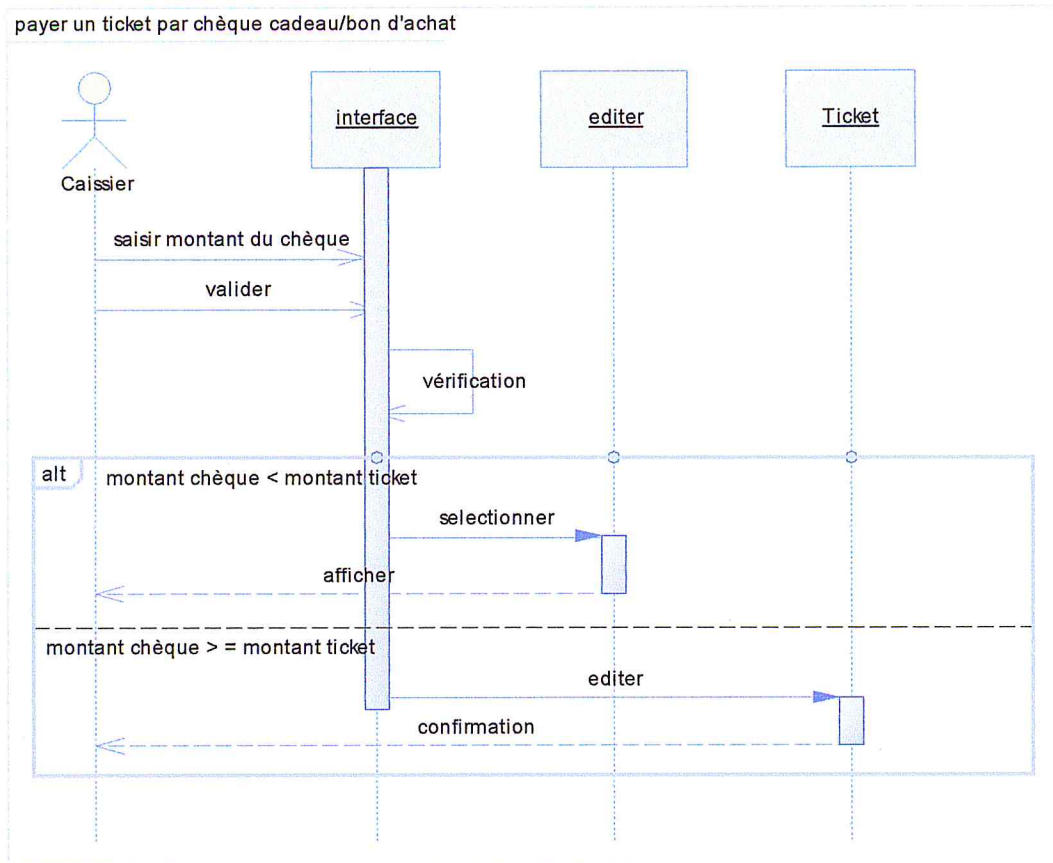 payer un ticket par chèque cadeau/bon d'achat
interface
editer
Ticket
Caissier
saisir montant du chèque
valider
vérification
alt
montant chèque < montant ticket
selectionner
afficher
montant chèque > = montant ticket
editer
confirmation